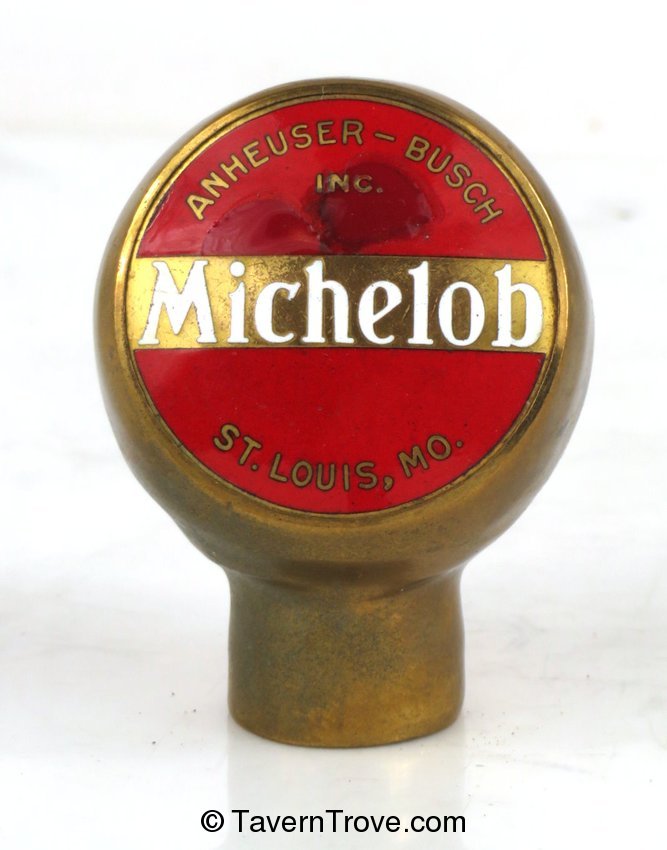 ANHEUSER-BUSCH
INC.
Michelob
ST. LOUIS, MO.
© TavernTrove.com